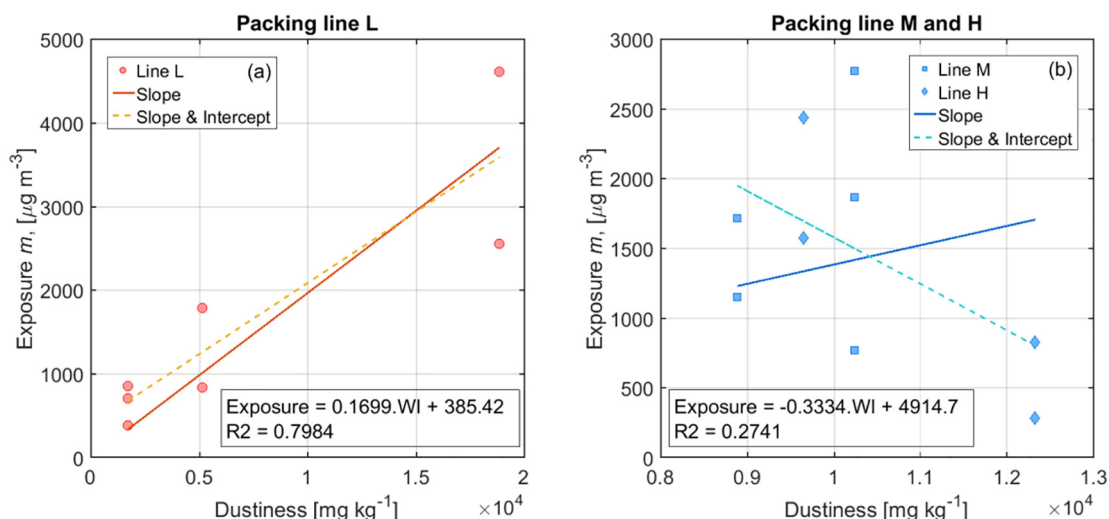 Packing line L
Exposure m, [μg m-3]
5000
4000
3000
2000
1000
0
Line L
Slope
Slope & Intercept
(a)
Exposure = 0.1699.WI + 385.42
R2 = 0.7984
0
0.5
1
1.5
2
×10^4
Dustiness [mg kg-1]
Packing line M and H
Exposure m, [μg m-3]
3000
2500
2000
1500
1000
500
0
(b)
Line M
Line H
Slope
Slope & Intercept
Exposure = -0.3334.WI + 4914.7
R2 = 0.2741
0.8
0.9
1
1.1
1.2
1.3
×10^4
Dustiness [mg kg-1]